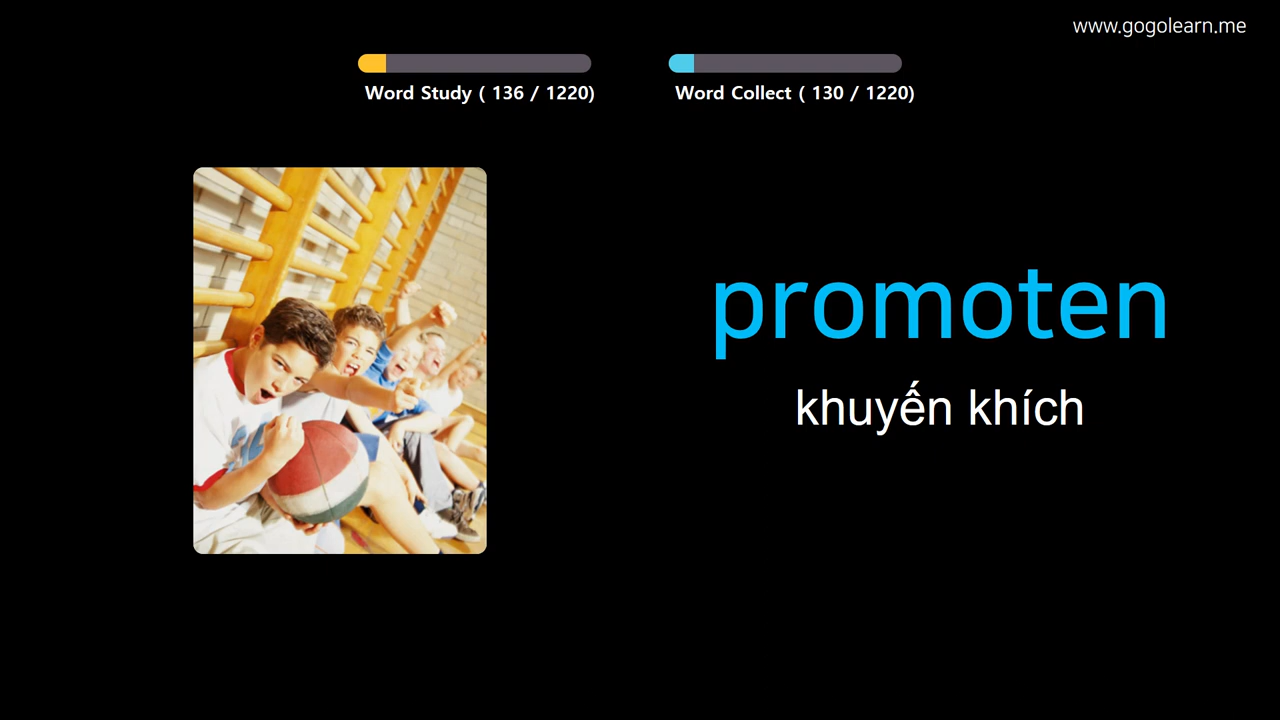 www.gogolearn.me
Word Study ( 136 / 1220)
Word Collect ( 130 / 1220)
promoten
khuyến khích